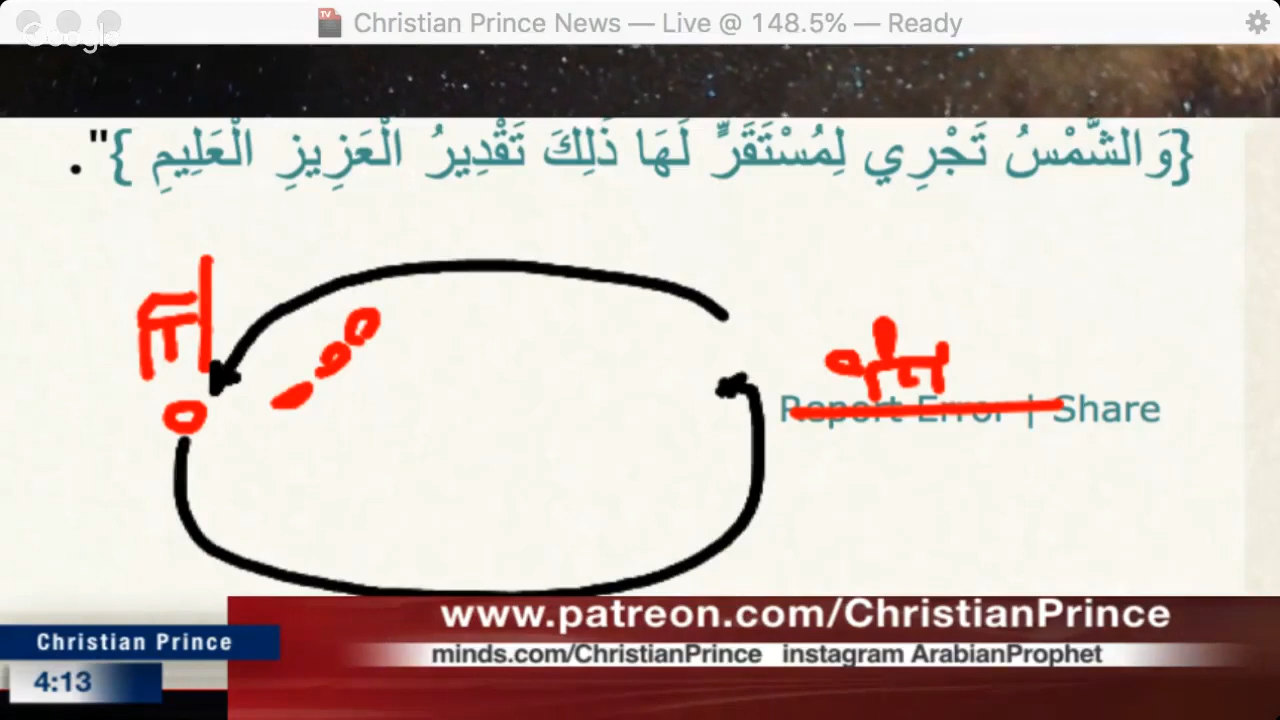 Christian Prince News — Live @ 148.5% — Ready
Google
{وَالشَّمْسُ تَجْرِي لِمُسْتَقَرٍّ لَهَا ذَلِكَ تَقْدِيرُ الْعَزِيزِ الْعَلِيمِ }".
Report Error | Share
www.patreon.com/ChristianPrince
Christian Prince
minds.com/ChristianPrince instagram ArabianProphet
4:13